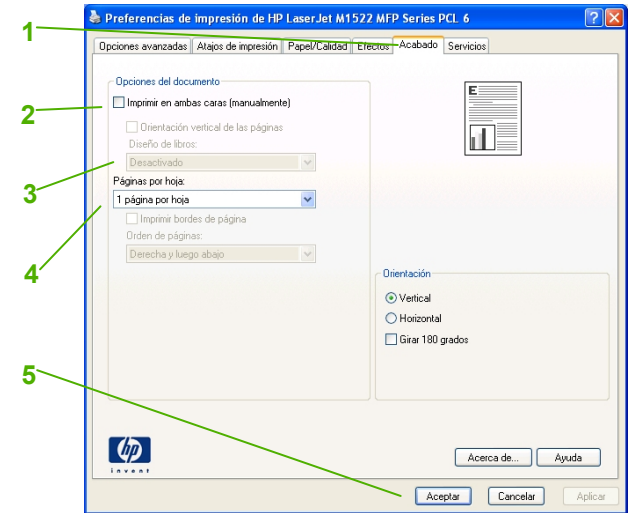 Preferencias de impresión de HP LaserJet M1522 MFP Series PCL 6
1
Opciones avanzadas Atajos de impresión Papel/Calidad Efectos Acabado Servicios
Opciones del documento
2
Imprimir en ambas caras (manualmente)
Orientación vertical de las páginas
Diseño de libros:
Desactivado
3
Páginas por hoja:
1 página por hoja
Imprimir bordes de página
Orden de páginas:
Derecha y luego abajo
4
E
Orientación
Vertical
Horizontal
Girar 180 grados
5
hp
invent
Acerca de... Ayuda
Aceptar Cancelar Aplicar